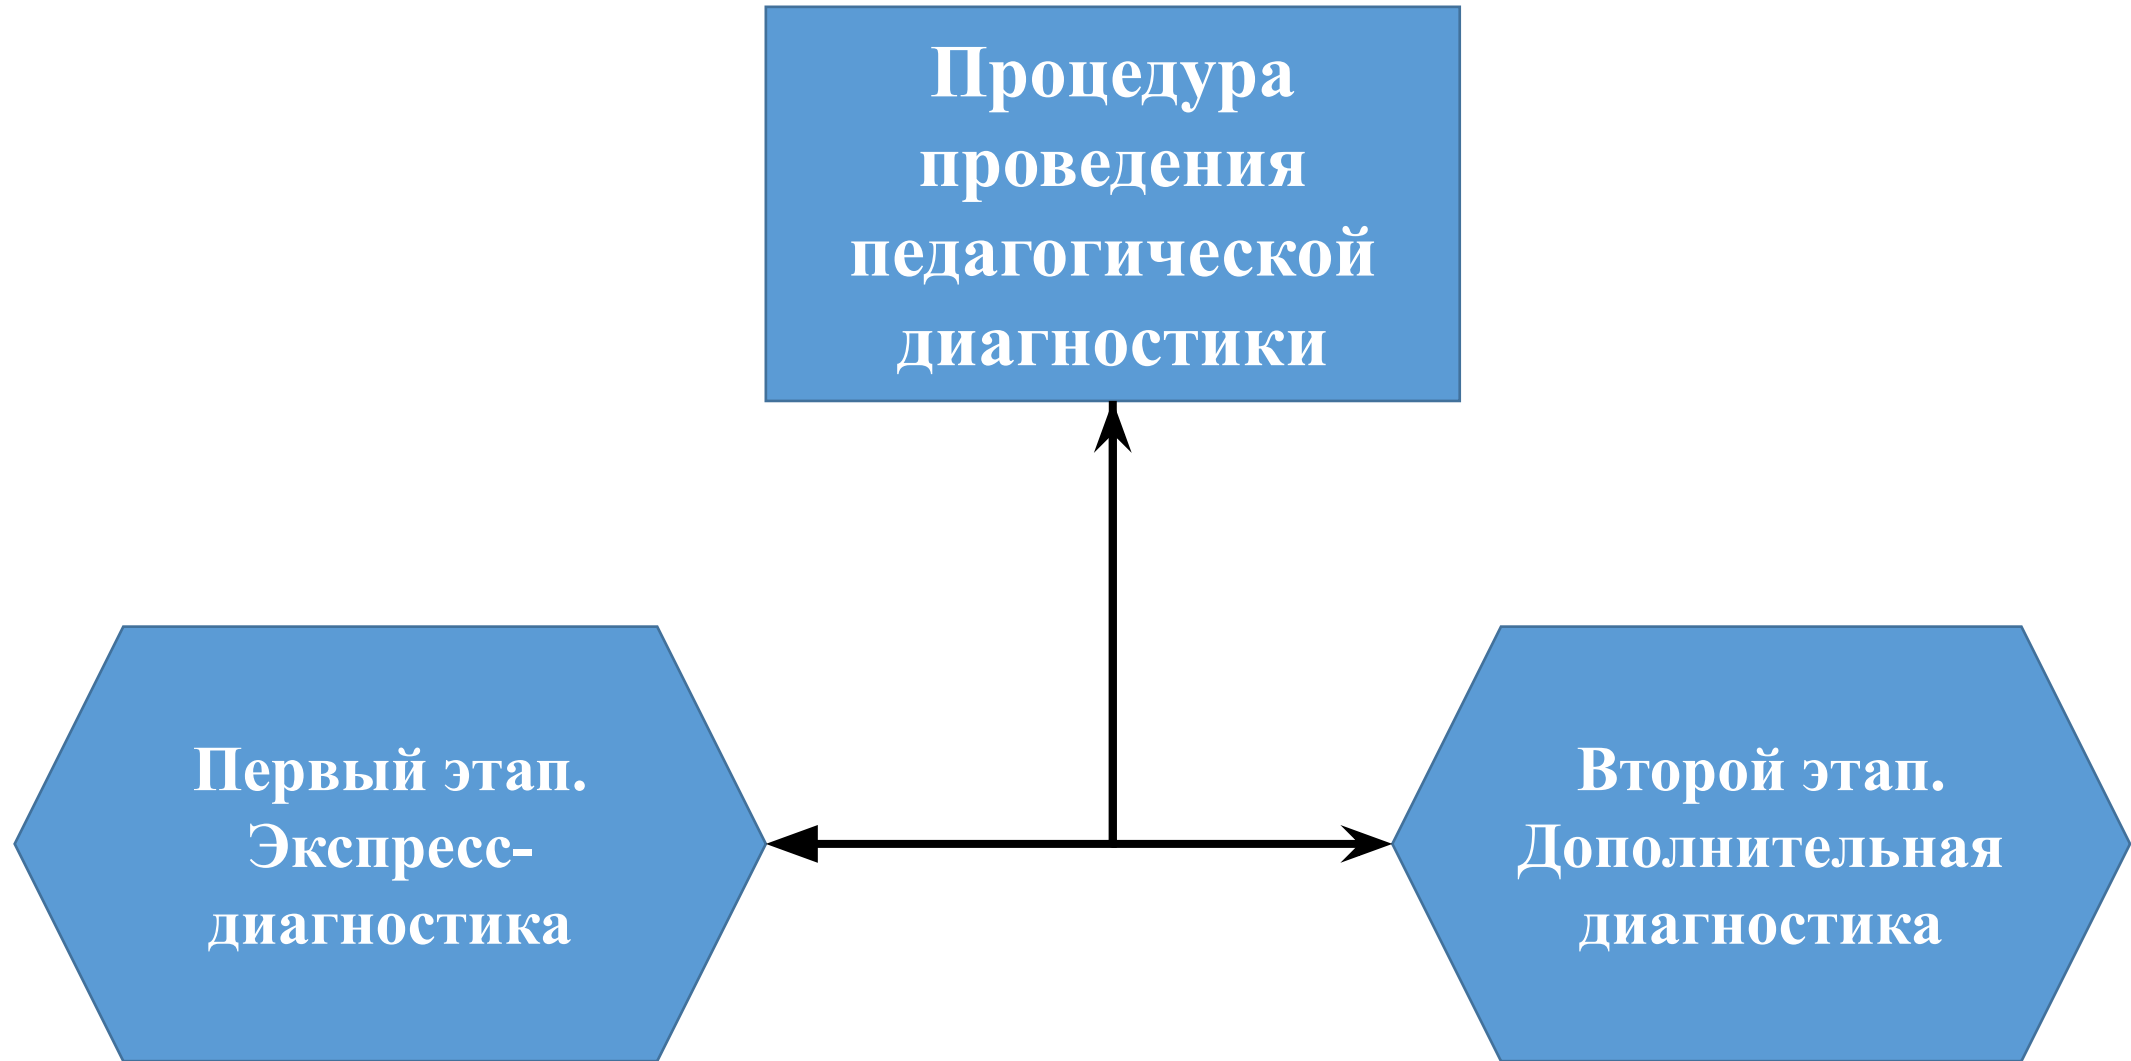 Процедура
проведения
педагогической
диагностики
Первый этап.
Экспресс-
диагностика
Второй этап.
Дополнительная
диагностика